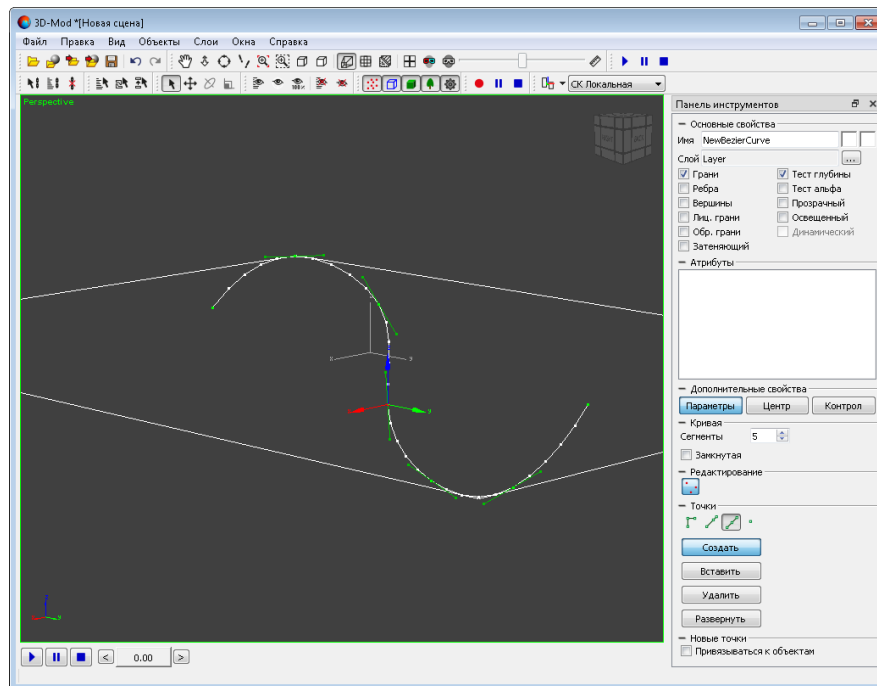 3D-Mod *[Новая сцена]
Файл Правка Вид Объекты Слои Окна Справка
СК Локальная
Perspective
Панель инструментов
Основные свойства
Имя NewBezierCurve
Слой Layer ...
Грани Тест глубины
Ребра Тест альфа
Вершины Прозрачный
Лиц. грани Освещенный
Обр. грани Динамический
Затеняющий
Атрибуты
Дополнительные свойства
Параметры Центр Контрол
Кривая
Сегменты 5
Замкнутая
Редактирование
Точки
Создать
Вставить
Удалить
Развернуть
Новые точки
Привязываться к объектам
< 0.00 >